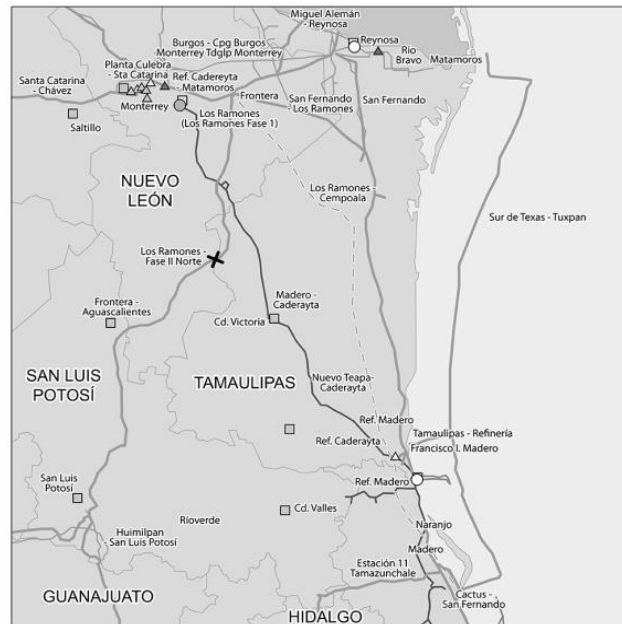 Miguel Alemán
- Reynosa
Reynosa
Burgos - Cpg Burgos
Monterrey Tdglp Monterrey
Rio
Bravo
Matamoros
Planta Culebra
- Sta Catarina
Santa Catarina
- Chávez
Ref. Cadereyta
- Matamoros
Frontera
San Fernando
- Los Ramones
San Fernando
Monterrey
Los Ramones
(Los Ramones Fase 1)
Saltillo
NUEVO
LEÓN
Los Ramones -
Cempoala
Sur de Texas - Tuxpan
Los Ramones -
Fase II Norte
Frontera -
Aguascalientes
Madero -
Caderayta
Cd. Victoria
SAN LUIS
POTOSÍ
TAMAULIPAS
Nuevo Teapa-
Caderayta
Ref. Madero
Tamaulipas - Refinería
Francisco I. Madero
Ref. Caderayta
Ref. Madero
San Luis
Potosí
Rioverde
Cd. Valles
Naranjo
Huimilpan
- San Luis Potosí
Madero
Estación 11
Tamazunchale
GUANAJUATO
HIDALGO
Cactus -
San Fernando